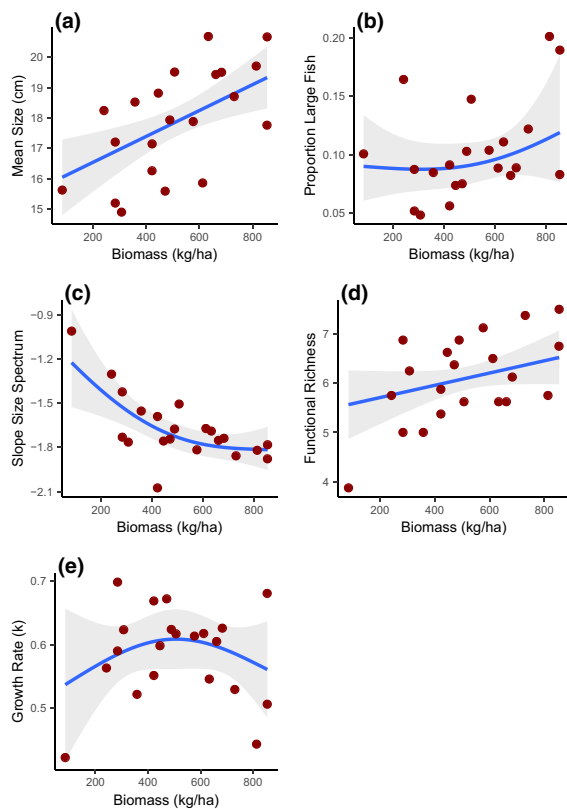 (a)
Mean Size (cm)
21
20
19
18
17
16
15
200 400 600 800
Biomass (kg/ha)
(b)
Proportion Large Fish
0.20
0.15
0.10
0.05
200 400 600 800
Biomass (kg/ha)
(c)
Slope Size Spectrum
−0.9
−1.2
−1.5
−1.8
−2.1
200 400 600 800
Biomass (kg/ha)
(d)
Functional Richness
7
6
5
4
200 400 600 800
Biomass (kg/ha)
(e)
Growth Rate (k)
0.7
0.6
0.5
200 400 600 800
Biomass (kg/ha)